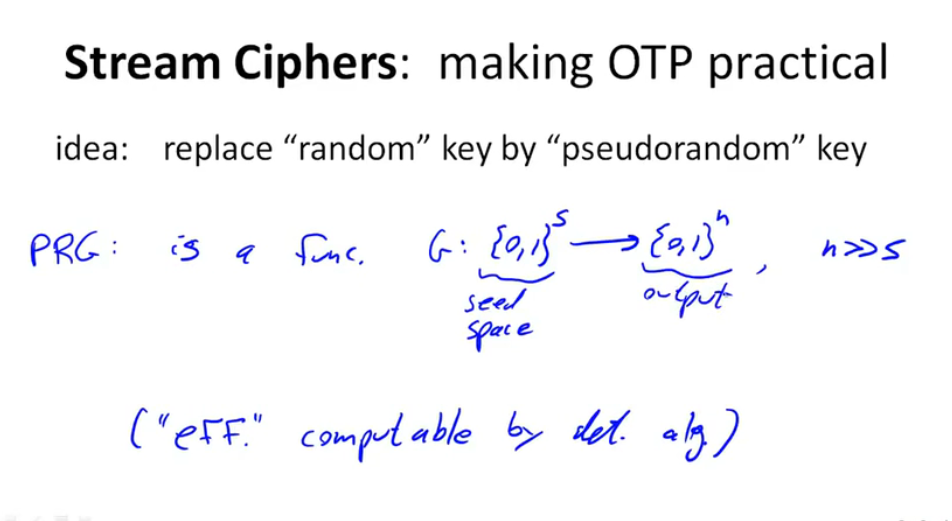 Stream Ciphers: making OTP practical
idea: replace “random” key by “pseudorandom” key
PRG: is a func. G: {0,1}^s ⟶ {0,1}^n , n>>s
seed output
space
("eff." computable by det. alg.)